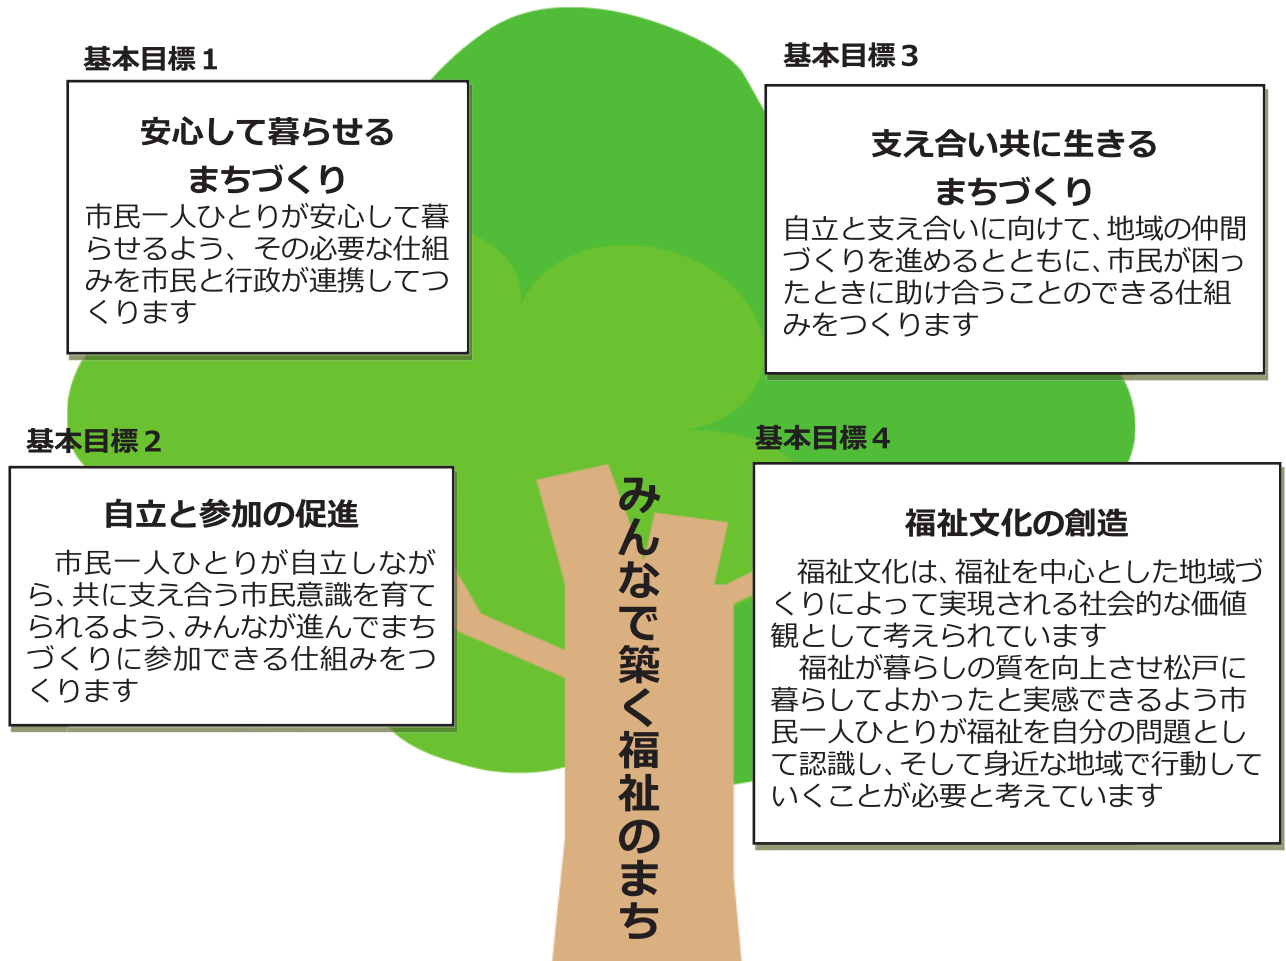 基本目標１
安心して暮らせる
まちづくり
市民一人ひとりが安心して暮
らせるよう、その必要な仕組
みを市民と行政が連携してつ
くります
基本目標２
自立と参加の促進
市民一人ひとりが自立しなが
ら、共に支え合う市民意識を育て
られるよう、みんなが進んでまち
づくりに参加できる仕組みをつ
くります
みんなで築く福祉のまち
基本目標３
支え合い共に生きる
まちづくり
自立と支え合いに向けて、地域の仲間
づくりを進めるとともに、市民が困っ
たときに助け合うことのできる仕組
みをつくります
基本目標４
福祉文化の創造
福祉文化は、福祉を中心とした地域づ
くりによって実現される社会的な価値
観として考えられています
福祉が暮らしの質を向上させ松戸に
暮らしてよかったと実感できるよう市
民一人ひとりが福祉を自分の問題とし
て認識し、そして身近な地域で行動して
いくことが必要と考えています